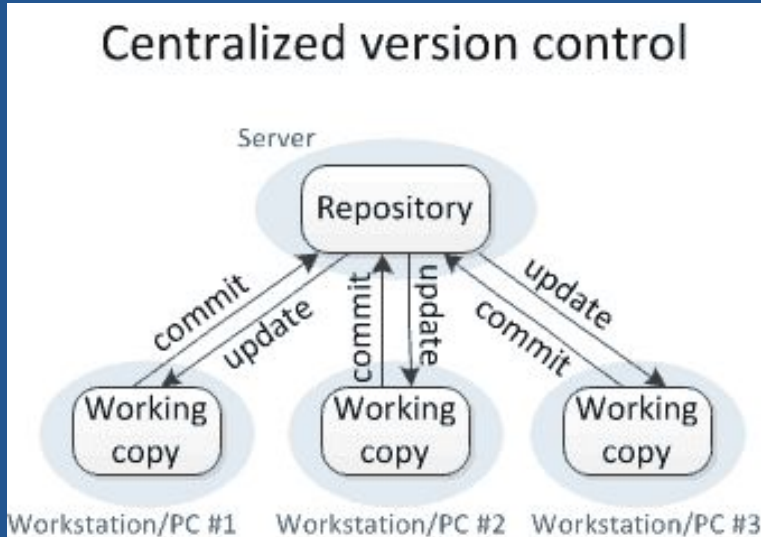 Centralized version control
Server
Repository
commit
update
commit
update
commit
update
Working
copy
Working
copy
Working
copy
Workstation/PC #1
Workstation/PC #2
Workstation/PC #3